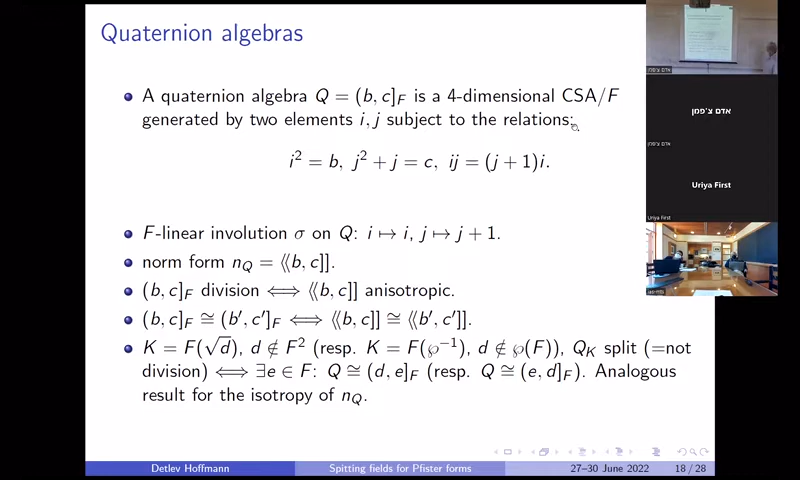 Quaternion algebras
A quaternion algebra Q = (b, c]_F is a 4-dimensional CSA/F
generated by two elements i, j subject to the relations:
i² = b, j² + j = c, ij = (j + 1)i.
F-linear involution σ on Q: i ↦ i, j ↦ j + 1.
norm form n_Q = ⟨⟨b, c]].
(b, c]_F division ⟺ ⟨⟨b, c]] anisotropic.
(b, c]_F ≅ (b′, c′]_F ⟺ ⟨⟨b, c]] ≅ ⟨⟨b′, c′]].
K = F(√d), d ∉ F² (resp. K = F(℘⁻¹), d ∉ ℘(F)), Q_K split (=not
division) ⟺ ∃e ∈ F: Q ≅ (d, e]_F (resp. Q ≅ (e, d]_F). Analogous
result for the isotropy of n_Q.
Detlev Hoffmann
Spitting fields for Pfister forms
27–30 June 2022
18 / 28
אדם צ'פמן
אדם צ'פמן
אדם צ'פמן
Uriya First
Uriya First